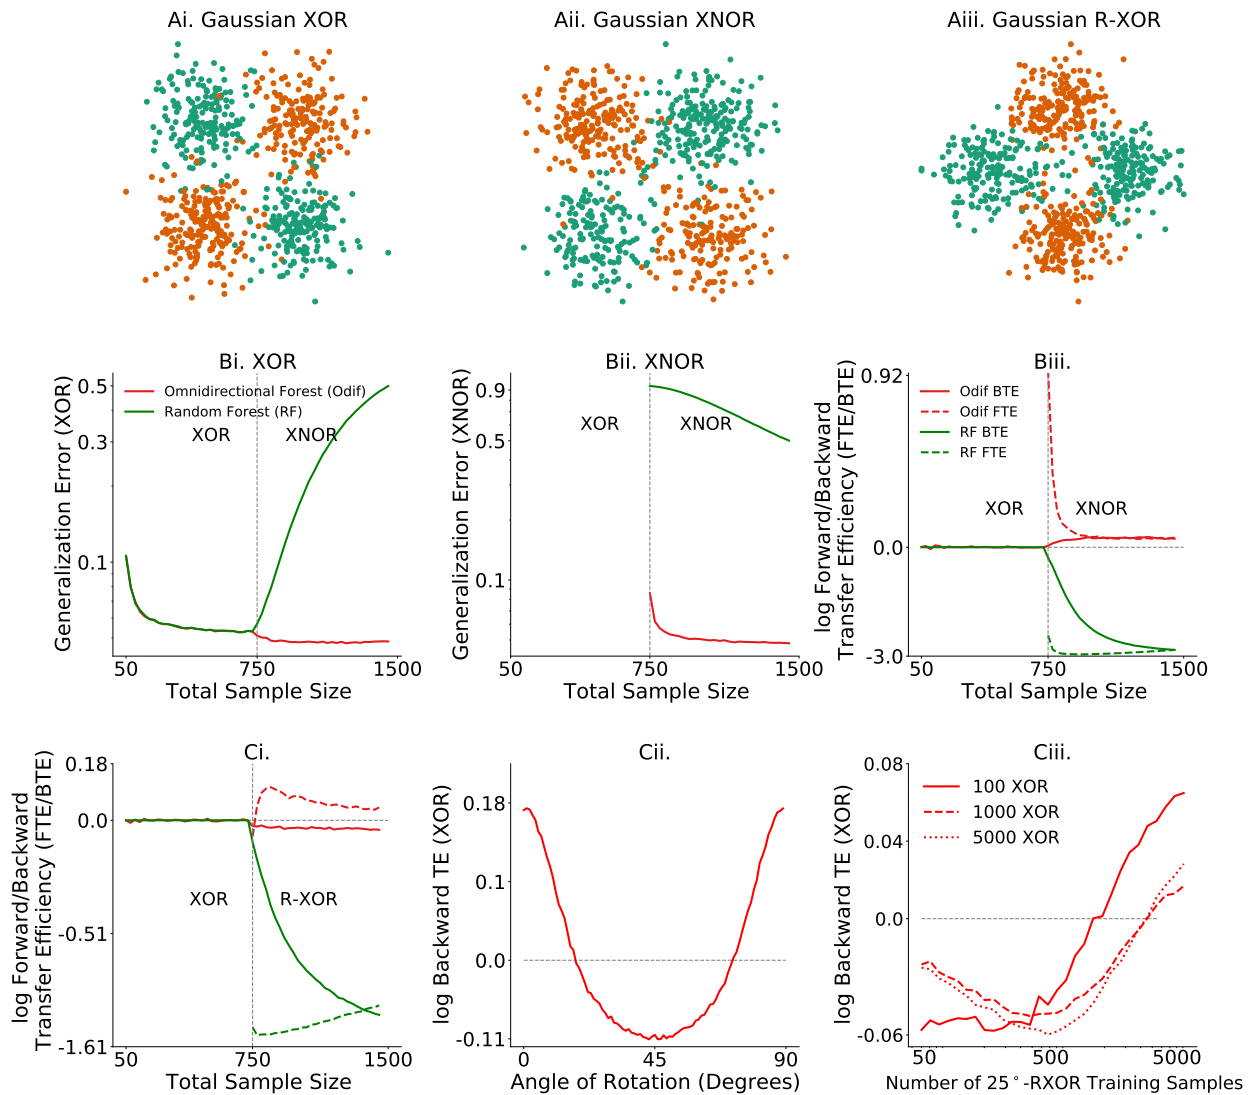 Ai. Gaussian XOR
Aii. Gaussian XNOR
Aiii. Gaussian R-XOR
Bi. XOR
Generalization Error (XOR)
0.5
0.3
0.1
Omnidirectional Forest (Odif)
Random Forest (RF)
XOR
XNOR
50
750
1500
Total Sample Size
Bii. XNOR
Generalization Error (XNOR)
0.9
0.5
0.1
XOR
XNOR
50
750
1500
Total Sample Size
Biii.
log Forward/Backward
Transfer Efficiency (FTE/BTE)
0.92
0.0
-3.0
Odif BTE
Odif FTE
RF BTE
RF FTE
XOR
XNOR
50
750
1500
Total Sample Size
Ci.
log Forward/Backward
Transfer Efficiency (FTE/BTE)
0.18
0.0
-0.51
-1.61
XOR
R-XOR
50
750
1500
Total Sample Size
Cii.
log Backward TE (XOR)
0.18
0.1
0.0
-0.11
0
45
90
Angle of Rotation (Degrees)
Ciii.
log Backward TE (XOR)
0.08
0.04
0.0
-0.06
100 XOR
1000 XOR
5000 XOR
50
500
5000
Number of 25°-RXOR Training Samples